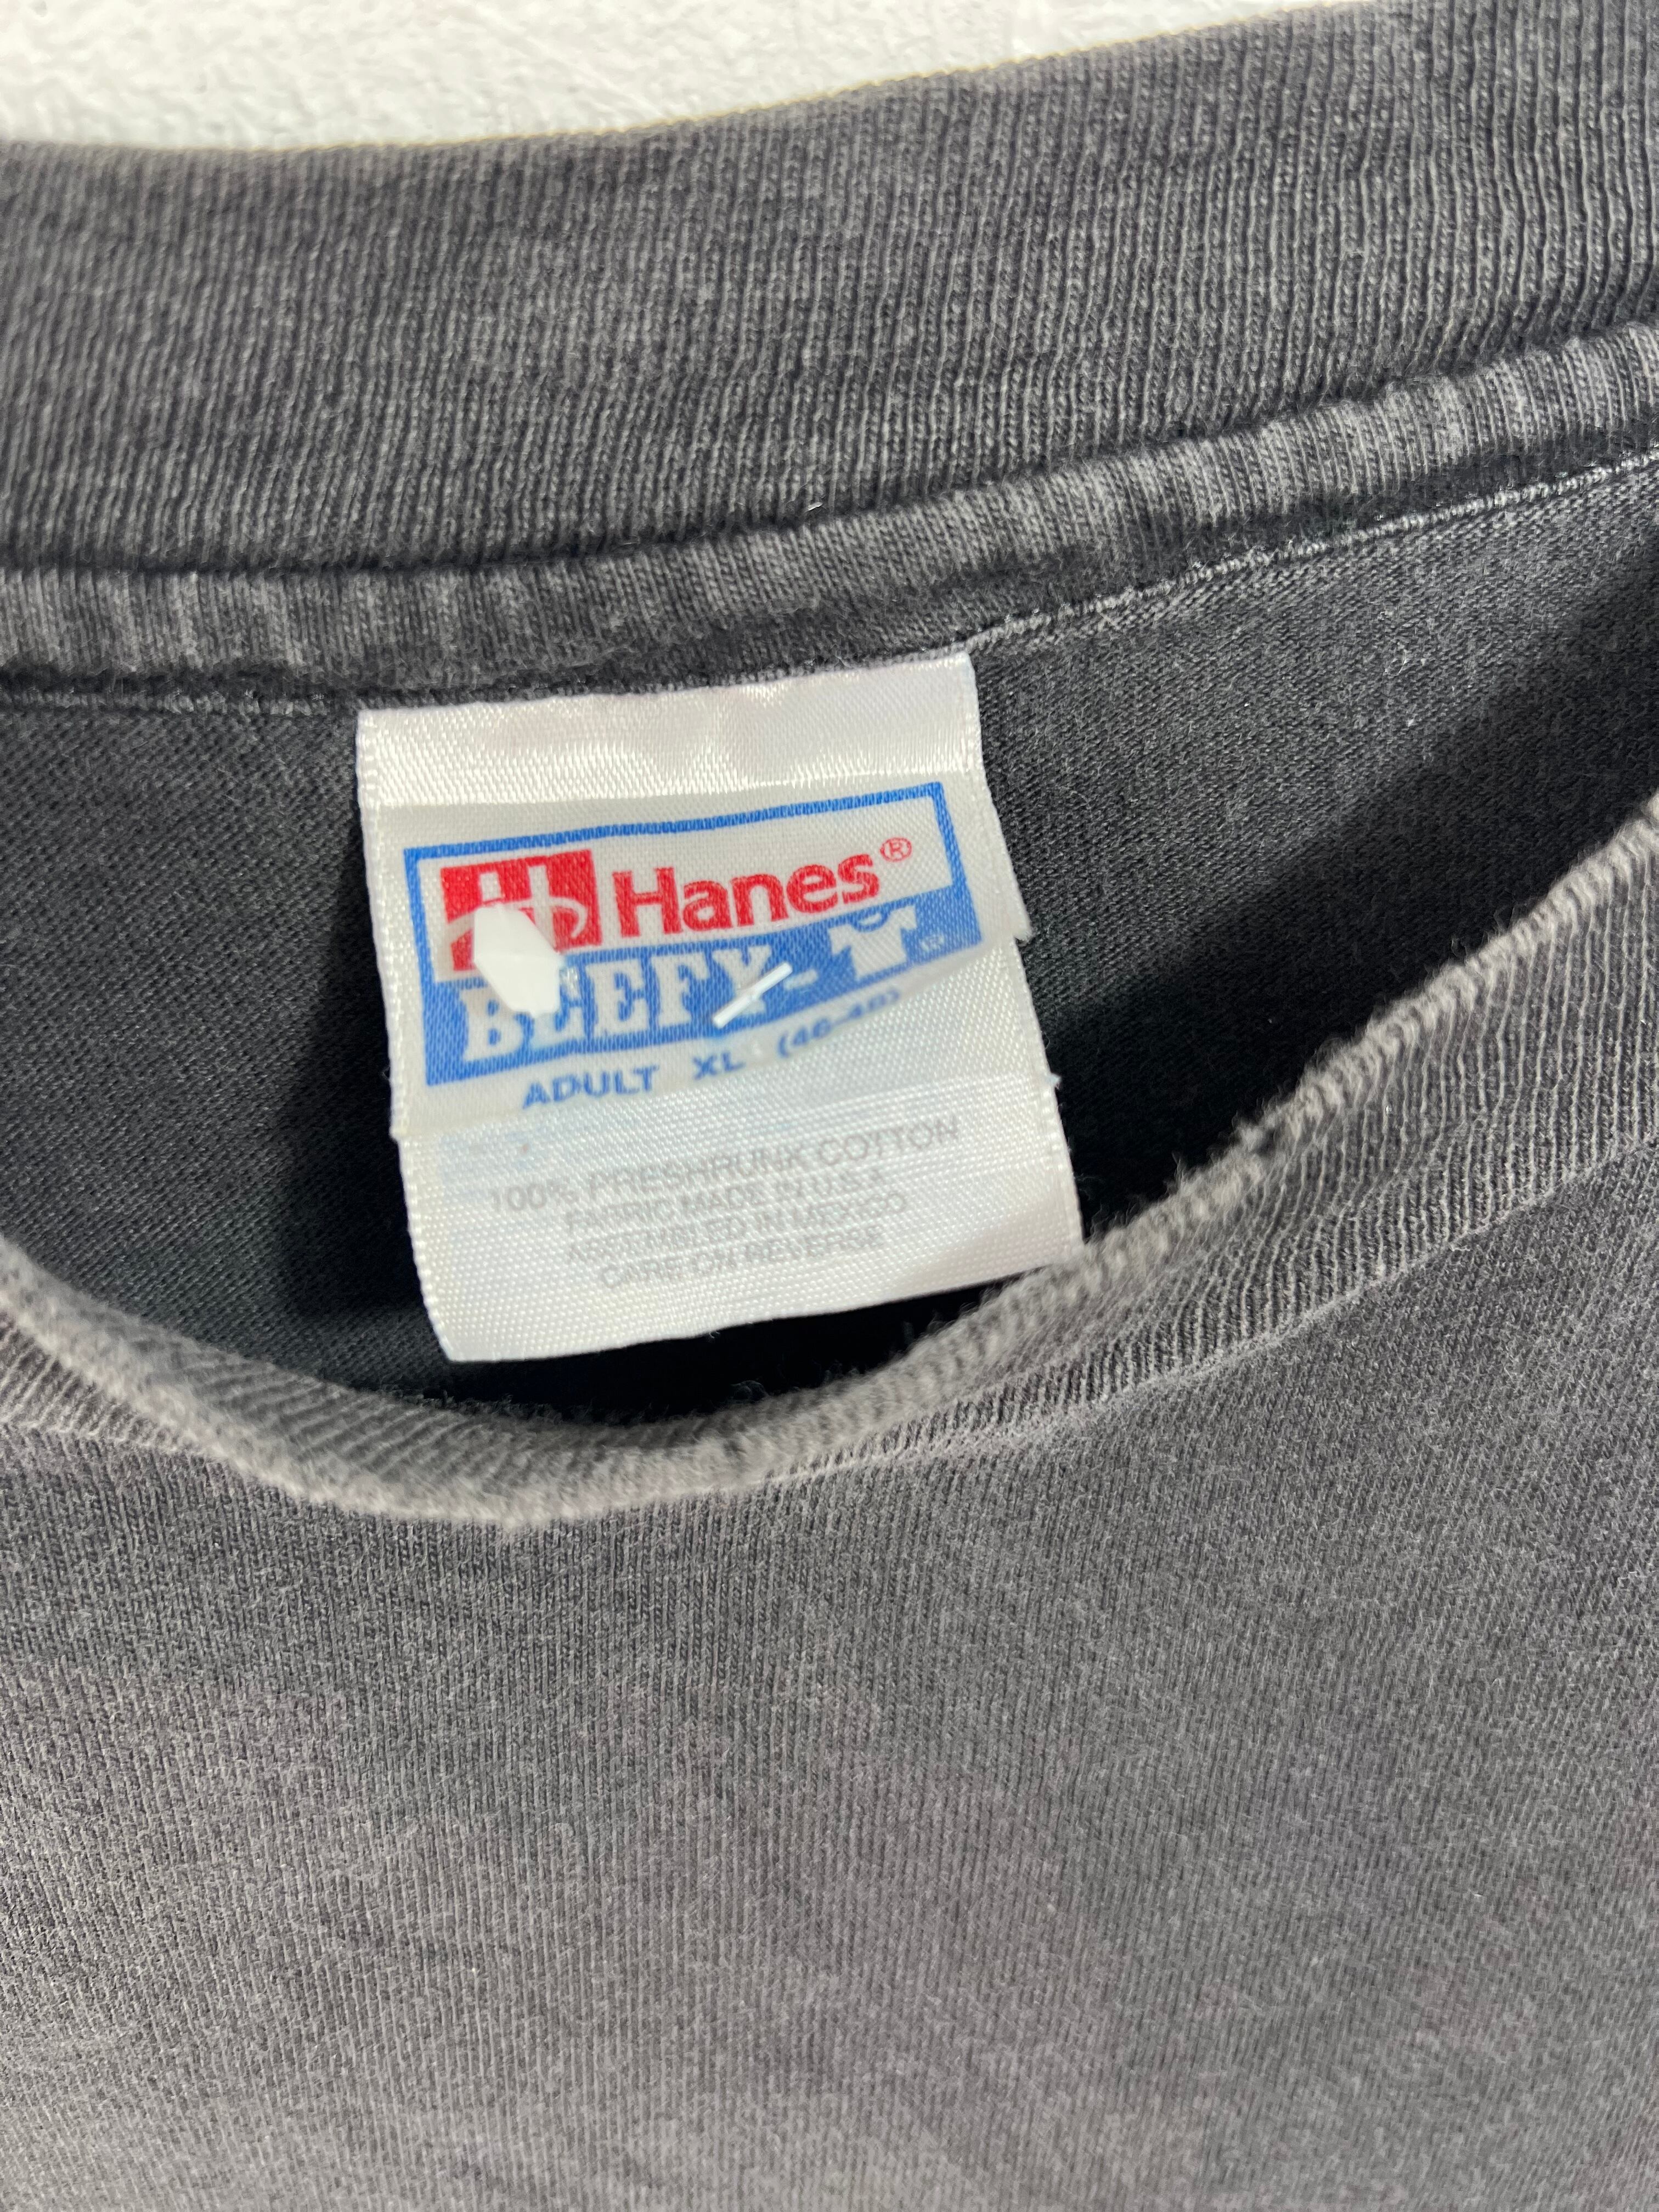 Hanes®
BEEFY-T®
ADULT XL (46-48)
100% PRESHRUNK COTTON
FABRIC MADE IN U.S.A.
ASSEMBLED IN MEXICO
CARE ON REVERSE